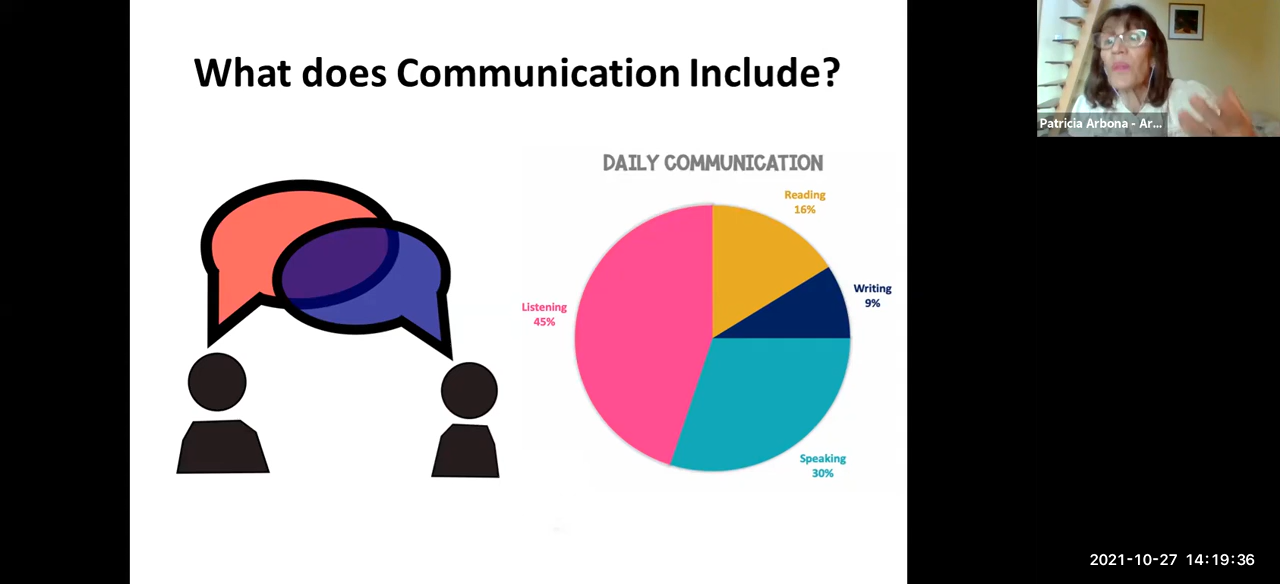 What does Communication Include?
Patricia Arbona - Ar...
DAILY COMMUNICATION
Reading
16%
Writing
9%
Listening
45%
Speaking
30%
2021-10-27 14:19:36